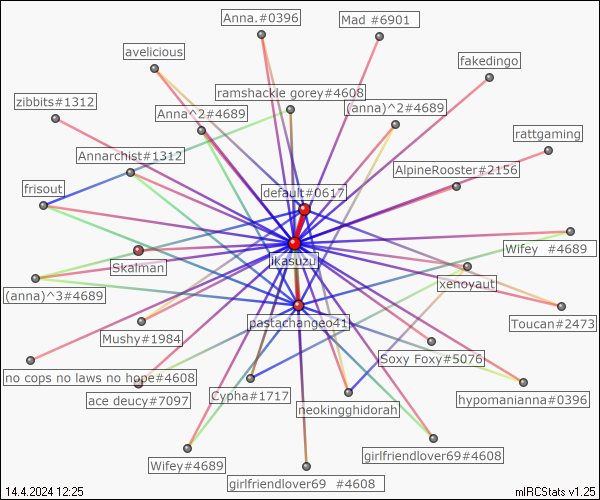 Anna.#0396
Mad #6901
avelicious
fakedingo
ramshackle gorey#4608
zibbits#1312
Anna^2#4689
(anna)^2#4689
rattgaming
Annarchist#1312
AlpineRooster#2156
frisout
default#0617
Wifey #4689
jikasuzu
Skalman
xenoyaut
(anna)^3#4689
pastachangeo41
Toucan#2473
Mushy#1984
Soxy Foxy#5076
no cops no laws no hope#4608
ace deucy#7097
Cypha#1717
hypomanianna#0396
neokingghidorah
girlfriendlover69#4608
Wifey#4689
girlfriendlover69 #4608
14.4.2024 12:25
mIRCStats v1.25